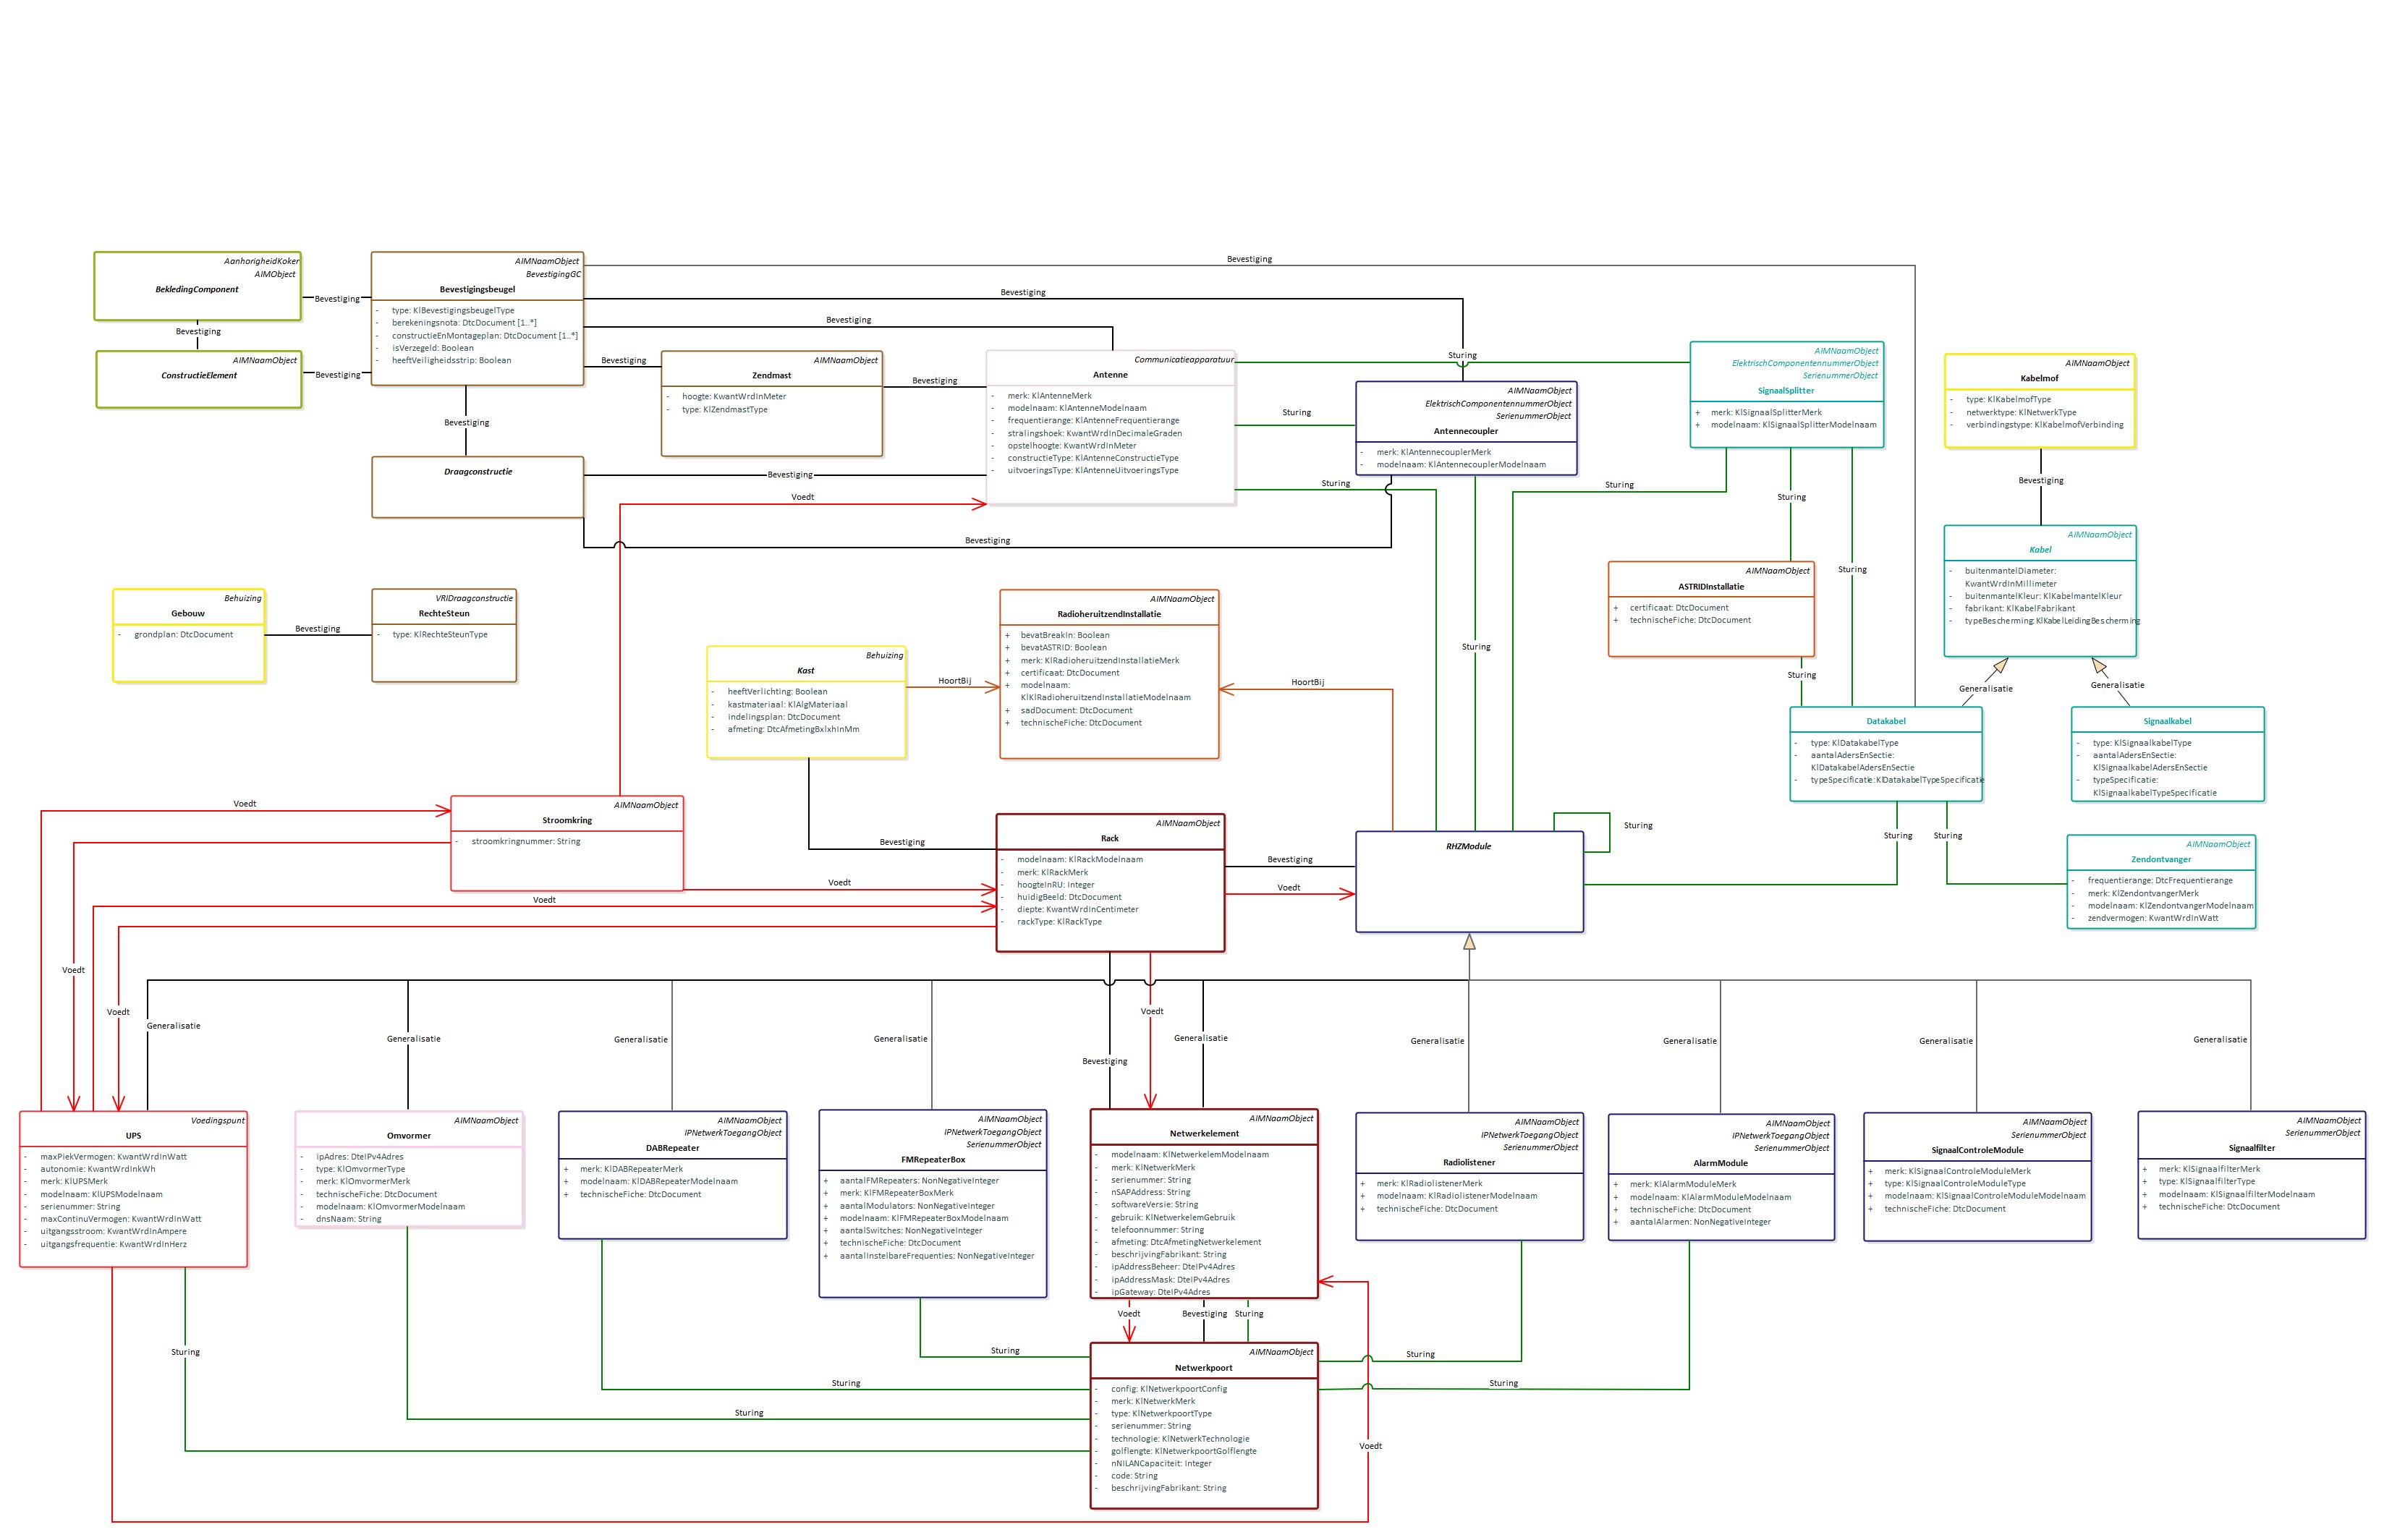 Bevestiging
AanhorigheidKoker
AIMObject
BekledingComponent
Bevestiging
Bevestiging
AIMNaamObject
ConstructieElement
Bevestiging
AIMNaamObject
BevestigingGC
Bevestigingsbeugel
- type: KlBevestigingsbeugelType
- berekeningsnota: DtcDocument [1..*]
- constructieEnMontageplan: DtcDocument [1..*]
- isVerzegeld: Boolean
- heeftVeiligheidsstrip: Boolean
Bevestiging
Bevestiging
Bevestiging
Bevestiging
AIMNaamObject
Zendmast
- hoogte: KwantWrdInMeter
- type: KlZendmastType
Bevestiging
Communicatieapparatuur
Antenne
- merk: KlAntenneMerk
- modelnaam: KlAntenneModelnaam
- frequentierange: KlAntenneFrequentierange
- stralingshoek: KwantWrdInDecimaleGraden
- opstelhoogte: KwantWrdInMeter
- constructieType: KlAntenneConstructieType
- uitvoeringsType: KlAntenneUitvoeringsType
Sturing
Sturing
Sturing
AIMNaamObject
ElektrischComponentennummerObject
SerienummerObject
Antennecoupler
- merk: KlAntennecouplerMerk
- modelnaam: KlAntennecouplerModelnaam
AIMNaamObject
ElektrischComponentennummerObject
SerienummerObject
SignaalSplitter
+ merk: KlSignaalSplitterMerk
+ modelnaam: KlSignaalSplitterModelnaam
Sturing
Sturing
Sturing
AIMNaamObject
Kabelmof
- type: KlKabelmofType
- netwerktype: KlNetwerkType
- verbindingstype: KlKabelmofVerbinding
Bevestiging
Draagconstructie
Bevestiging
Voedt
Bevestiging
AIMNaamObject
Kabel
- buitenmantelDiameter:
KwantWrdInMillimeter
- buitenmantelKleur: KlKabelmantelKleur
- fabrikant: KlKabelFabrikant
- typeBescherming: KlKabelLeidingBescherming
Generalisatie
Generalisatie
AIMNaamObject
ASTRIDInstallatie
+ certificaat: DtcDocument
+ technischeFiche: DtcDocument
Sturing
Behuizing
Gebouw
- grondplan: DtcDocument
Bevestiging
VRIDraagconstructie
RechteSteun
- type: KlRechteSteunType
Behuizing
Kast
- heeftVerlichting: Boolean
- kastmateriaal: KlAlgMateriaal
- indelingsplan: DtcDocument
- afmeting: DtcAfmetingBxlxhInMm
HoortBij
AIMNaamObject
RadioheruitzendInstallatie
+ bevatBreakIn: Boolean
+ bevatASTRID: Boolean
+ merk: KlRadioheruitzendInstallatieMerk
+ certificaat: DtcDocument
+ modelnaam:
KlKlRadioheruitzendInstallatieModelnaam
+ sadDocument: DtcDocument
+ technischeFiche: DtcDocument
HoortBij
Sturing
Datakabel
- type: KlDatakabelType
- aantalAdersEnSectie:
KlDatakabelAdersEnSectie
- typeSpecificatie: KlDatakabelTypeSpecificatie
Signaalkabel
- type: KlSignaalkabelType
- aantalAdersEnSectie:
KlSignaalkabelAdersEnSectie
- typeSpecificatie:
KlSignaalkabelTypeSpecificatie
Voedt
AIMNaamObject
Stroomkring
- stroomkringnummer: String
Voedt
Voedt
Bevestiging
AIMNaamObject
Rack
- modelnaam: KlRackModelnaam
- merk: KlRackMerk
- hoogteInRU: Integer
- huidigBeeld: DtcDocument
- diepte: KwantWrdInCentimeter
- rackType: KlRackType
Bevestiging
Voedt
RHZModule
Sturing
Sturing
Sturing
AIMNaamObject
Zendontvanger
- frequentierange: DtcFrequentierange
- merk: KlZendontvangerMerk
- modelnaam: KlZendontvangerModelnaam
- zendvermogen: KwantWrdInWatt
Voedt
Voedt
Generalisatie
Generalisatie
Generalisatie
Generalisatie
Bevestiging
Voedt
Generalisatie
Generalisatie
Generalisatie
Generalisatie
Generalisatie
Voedingspunt
UPS
- maxPiekVermogen: KwantWrdInWatt
- autonomie: KwantWrdInkWh
- merk: KlUPSMerk
- modelnaam: KlUPSModelnaam
- serienummer: String
- maxContinuVermogen: KwantWrdInWatt
- uitgangsstroom: KwantWrdInAmpere
- uitgangsfrequentie: KwantWrdInHerz
AIMNaamObject
Omvormer
- ipAdres: DteIPv4Adres
- type: KlOmvormerType
- merk: KlOmvormerMerk
- technischeFiche: DtcDocument
- modelnaam: KlOmvormerModelnaam
- dnsNaam: String
AIMNaamObject
IPNetwerkToegangObject
DABRepeater
+ merk: KlDABRepeaterMerk
+ modelnaam: KlDABRepeaterModelnaam
+ technischeFiche: DtcDocument
AIMNaamObject
IPNetwerkToegangObject
SerienummerObject
FMRepeaterBox
+ aantalFMRepeaters: NonNegativeInteger
+ merk: KlFMRepeaterBoxMerk
+ aantalModulators: NonNegativeInteger
+ modelnaam: KlFMRepeaterBoxModelnaam
+ aantalSwitches: NonNegativeInteger
+ technischeFiche: DtcDocument
+ aantalInstelbareFrequenties: NonNegativeInteger
AIMNaamObject
Netwerkelement
- modelnaam: KlNetwerkelemModelnaam
- merk: KlNetwerkMerk
- serienummer: String
- nSAPAddress: String
- softwareVersie: String
- gebruik: KlNetwerkelemGebruik
- telefoonnummer: String
- afmeting: DtcAfmetingNetwerkelement
- beschrijvingFabrikant: String
- ipAddressBeheer: DteIPv4Adres
- ipAddressMask: DteIPv4Adres
- ipGateway: DteIPv4Adres
AIMNaamObject
IPNetwerkToegangObject
SerienummerObject
Radiolistener
+ merk: KlRadiolistenerMerk
+ modelnaam: KlRadiolistenerModelnaam
+ technischeFiche: DtcDocument
AIMNaamObject
IPNetwerkToegangObject
SerienummerObject
AlarmModule
+ merk: KlAlarmModuleMerk
+ modelnaam: KlAlarmModuleModelnaam
+ technischeFiche: DtcDocument
+ aantalAlarmen: NonNegativeInteger
AIMNaamObject
SerienummerObject
SignaalControleModule
+ merk: KlSignaalControleModuleMerk
+ type: KlSignaalControleModuleType
+ modelnaam: KlSignaalControleModuleModelnaam
+ technischeFiche: DtcDocument
AIMNaamObject
SerienummerObject
Signaalfilter
+ merk: KlSignaalfilterMerk
+ type: KlSignaalfilterType
+ modelnaam: KlSignaalfilterModelnaam
+ technischeFiche: DtcDocument
Voedt
Bevestiging
Sturing
Sturing
Sturing
Sturing
Sturing
Sturing
Sturing
Voedt
AIMNaamObject
Netwerkpoort
- config: KlNetwerkpoortConfig
- merk: KlNetwerkMerk
- type: KlNetwerkpoortType
- serienummer: String
- technologie: KlNetwerkTechnologie
- golflengte: KlNetwerkpoortGolflengte
- nNILANCapaciteit: Integer
- code: String
- beschrijvingFabrikant: String